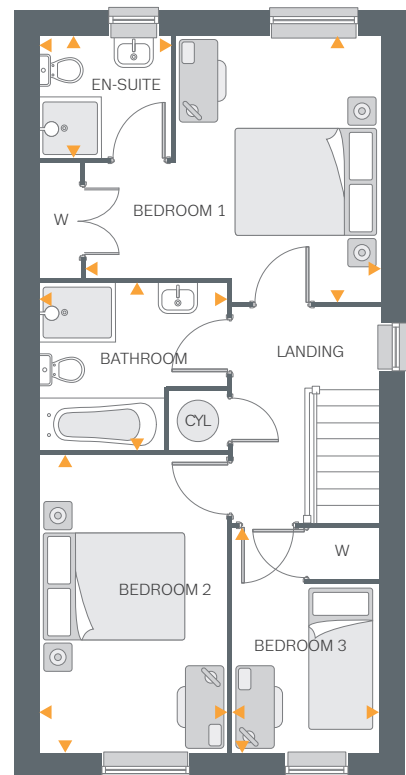 EN-SUITE
W
BEDROOM 1
BATHROOM
LANDING
CYL
W
BEDROOM 2
BEDROOM 3